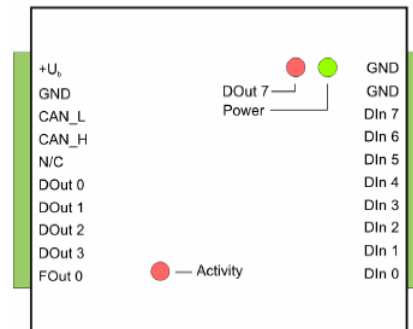 +Ub
GND
CAN_L
CAN_H
N/C
DOut 0
DOut 1
DOut 2
DOut 3
FOut 0
DOut 7
Power
Activity
GND
GND
DIn 7
DIn 6
DIn 5
DIn 4
DIn 3
DIn 2
DIn 1
DIn 0